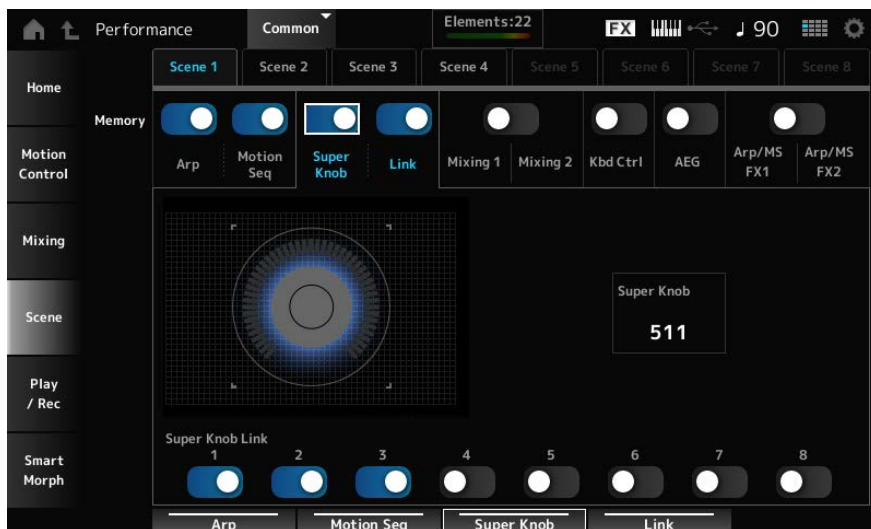 Performance
Common
Elements:22
FX
90
Scene 1
Scene 2
Scene 3
Scene 4
Scene 5
Scene 6
Scene 7
Scene 8
Home
Motion
Control
Mixing
Scene
Play
/ Rec
Smart
Morph
Memory
Arp
Motion
Seq
Super
Knob
Link
Mixing 1
Mixing 2
Kbd Ctrl
AEG
Arp/MS
FX1
Arp/MS
FX2
Super Knob
511
Super Knob Link
1 2 3 4 5 6 7 8
Arp
Motion Seq
Super Knob
Link